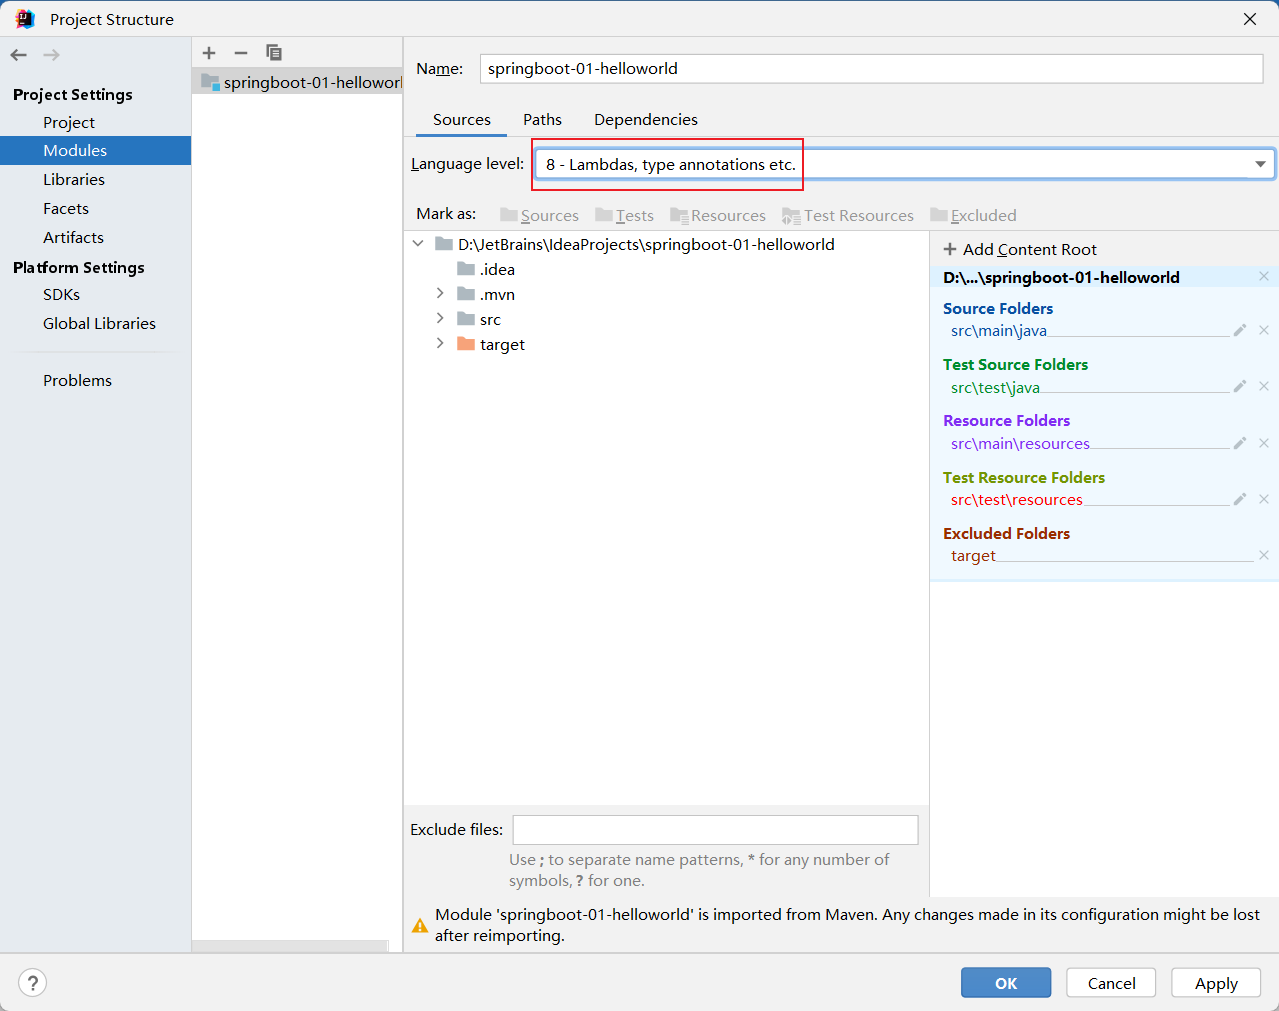 Project Structure
Project Settings
Project
Modules
Libraries
Facets
Artifacts
Platform Settings
SDKs
Global Libraries
Problems
springboot-01-hellowor
Name: springboot-01-helloworld
Sources Paths Dependencies
Language level: 8 - Lambdas, type annotations etc.
Mark as: Sources Tests Resources Test Resources Excluded
D:\JetBrains\IdeaProjects\springboot-01-helloworld
.idea
.mvn
src
target
Add Content Root
D:\...\springboot-01-helloworld
Source Folders
src\main\java
Test Source Folders
src\test\java
Resource Folders
src\main\resources
Test Resource Folders
src\test\resources
Excluded Folders
target
Exclude files:
Use ; to separate name patterns, * for any number of
symbols, ? for one.
Module 'springboot-01-helloworld' is imported from Maven. Any changes made in its configuration might be lost
after reimporting.
? OK Cancel Apply